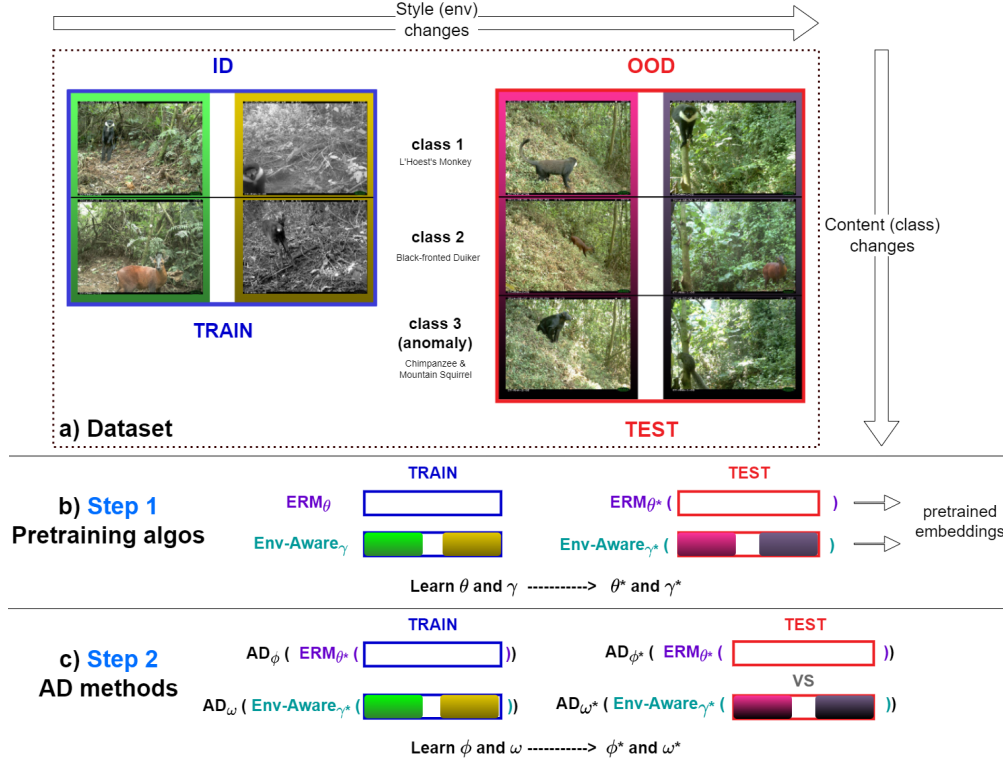 Style (env)
changes
ID
OOD
class 1
L'Hoest's Monkey
class 2
Black-fronted Duiker
class 3
(anomaly)
Chimpanzee &
Mountain Squirrel
Content (class)
changes
TRAIN
a) Dataset
TEST
b) Step 1
Pretraining algos
TRAIN
TEST
ERMθ
ERMθ* ( )
Env-Awareγ
Env-Awareγ* ( )
pretrained
embeddings
Learn θ and γ -----------> θ* and γ*
c) Step 2
AD methods
TRAIN
TEST
ADϕ ( ERMθ* ( ))
ADϕ* ( ERMθ* ( ))
VS
ADω ( Env-Awareγ* ( ))
ADω* ( Env-Awareγ* ( ))
Learn ϕ and ω -----------> ϕ* and ω*